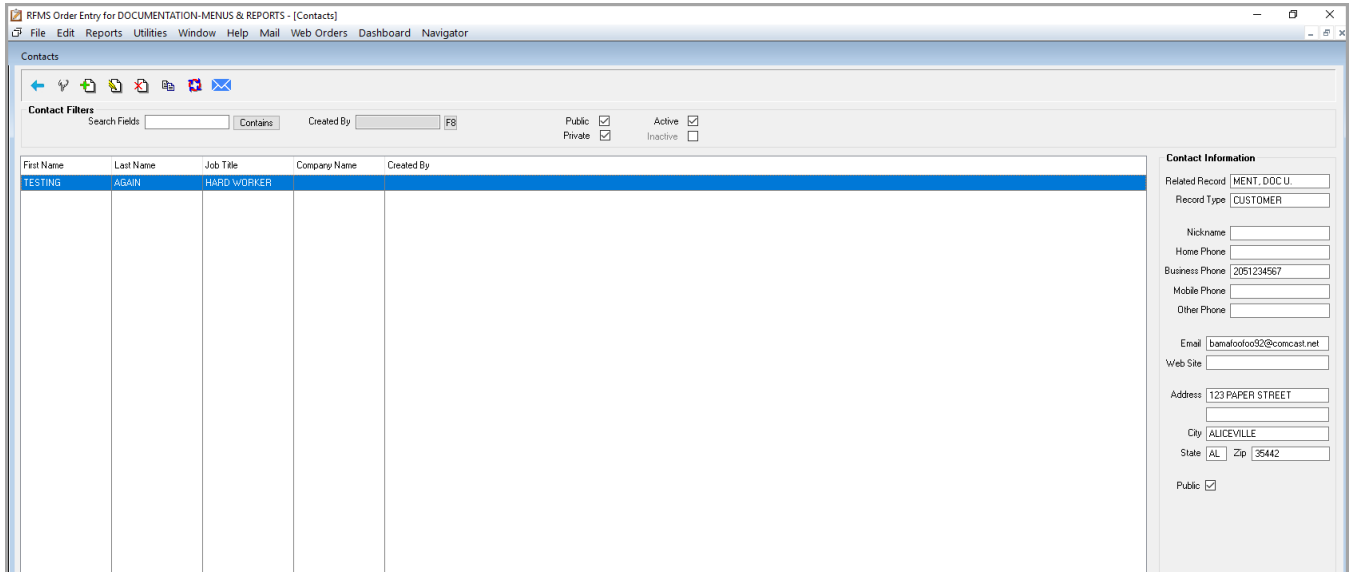 RFMS Order Entry for DOCUMENTATION-MENUS & REPORTS - [Contacts]
File Edit Reports Utilities Window Help Mail Web Orders Dashboard Navigator
Contacts
Contact Filters
Search Fields Contains Created By F8 Public Active
Private Inactive
First Name Last Name Job Title Company Name Created By
TESTING AGAIN HARD WORKER
Contact Information
Related Record MENT, DOC U.
Record Type CUSTOMER
Nickname
Home Phone
Business Phone 2051234567
Mobile Phone
Other Phone
Email bamafoofoo92@comcast.net
Web Site
Address 123 PAPER STREET
City ALICEVILLE
State AL Zip 35442
Public